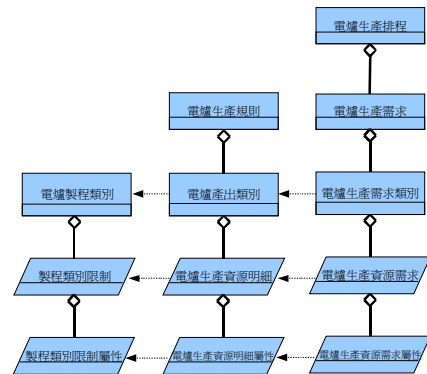 電爐生產排程
電爐生產規則
電爐生產需求
電爐製程類別
電爐產出類別
電爐生產需求類別
製程類別限制
電爐生產資源明細
電爐生產資源需求
製程類別限制屬性
電爐生產資源明細屬性
電爐生產資源需求屬性